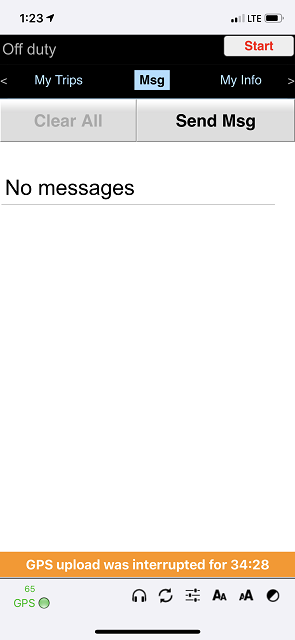 1:23 LTE
Off duty Start
< My Trips Msg My Info >
Clear All Send Msg
No messages
GPS upload was interrupted for 34:28
65
GPS AA AA